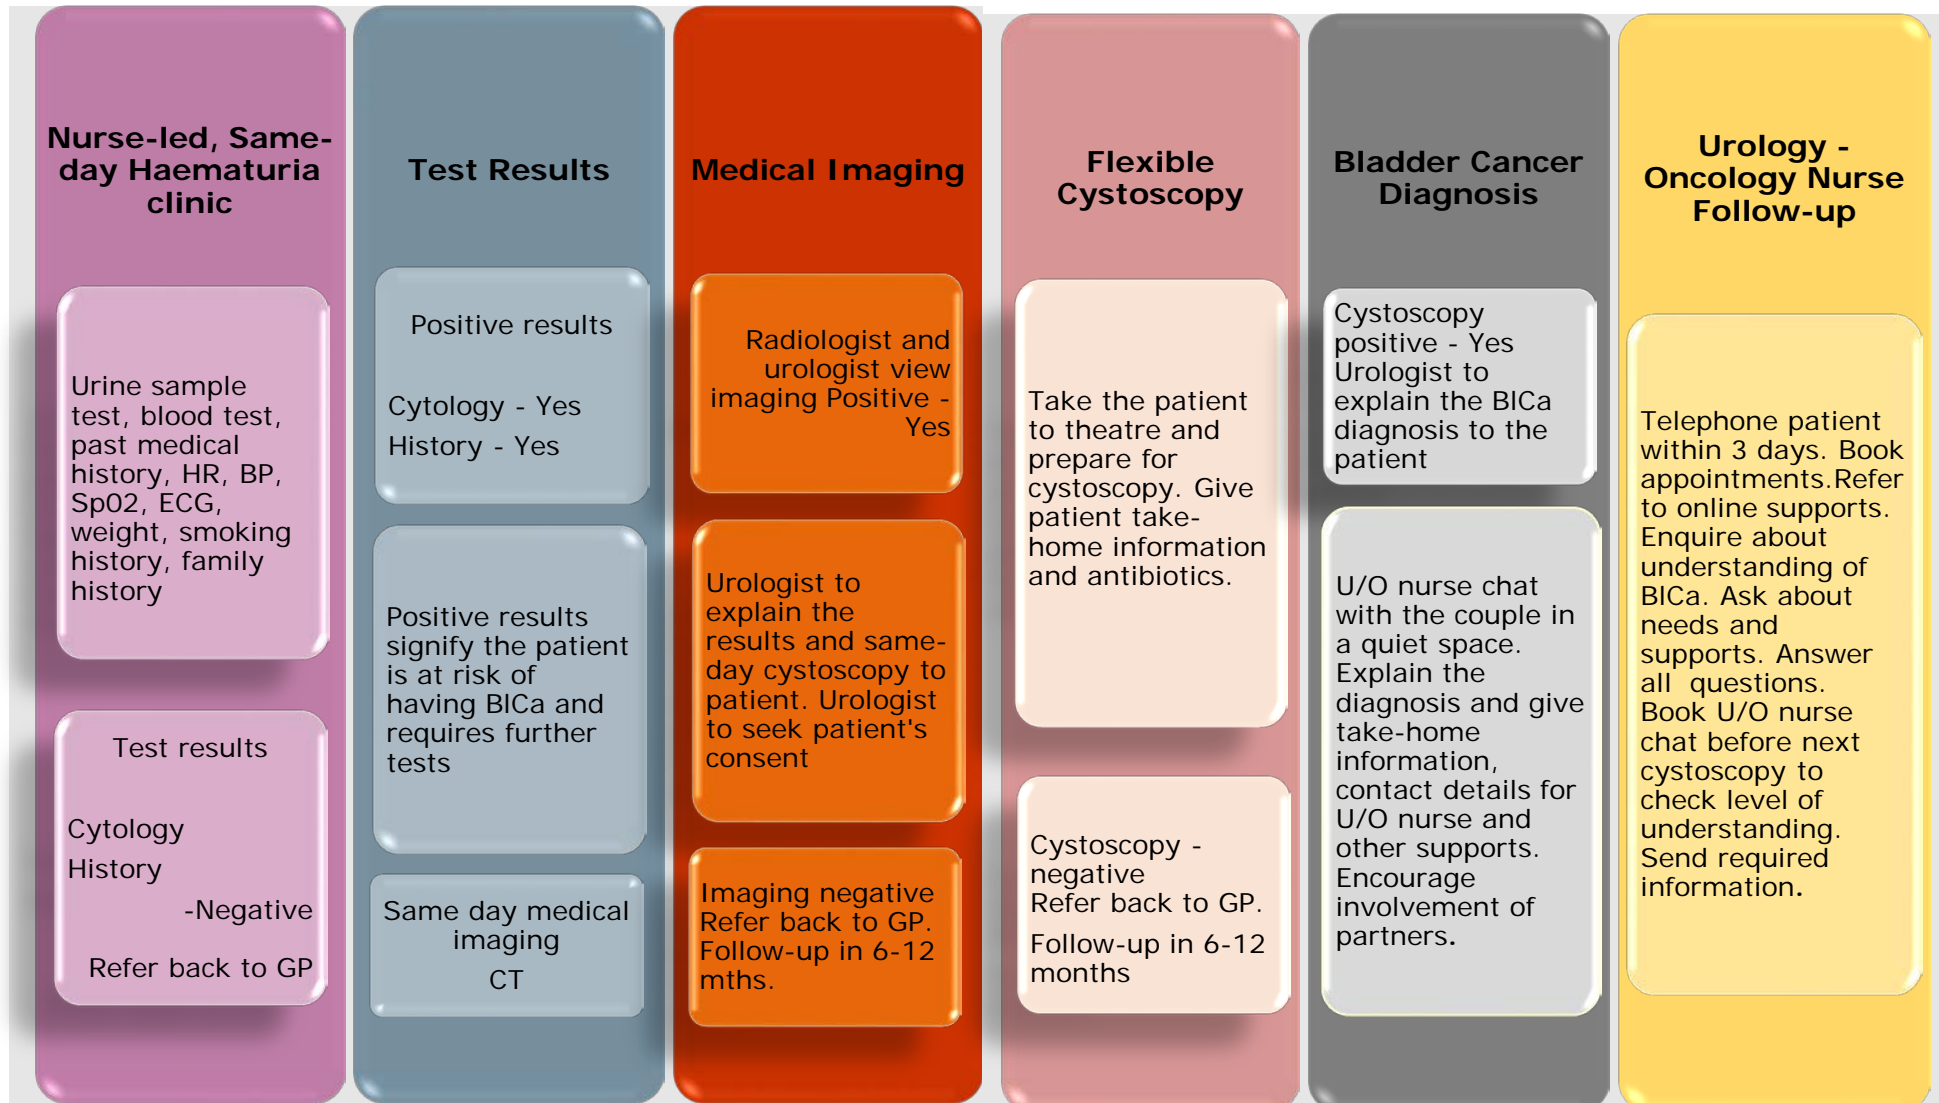 Nurse-led, Same-
day Haematuria
clinic
Urine sample
test, blood test,
past medical
history, HR, BP,
Sp02, ECG,
weight, smoking
history, family
history
Test results
Cytology
History
-Negative
Refer back to GP
Test Results
Positive results
Cytology - Yes
History - Yes
Positive results
signify the patient
is at risk of
having BlCa and
requires further
tests
Same day medical
imaging
CT
Medical Imaging
Radiologist and
urologist view
imaging Positive -
Yes
Urologist to
explain the
results and same-
day cystoscopy to
patient. Urologist
to seek patient's
consent
Imaging negative
Refer back to GP.
Follow-up in 6-12
mths.
Flexible
Cystoscopy
Take the patient
to theatre and
prepare for
cystoscopy. Give
patient take-
home information
and antibiotics.
Cystoscopy -
negative
Refer back to GP.
Follow-up in 6-12
months
Bladder Cancer
Diagnosis
Cystoscopy
positive - Yes
Urologist to
explain the BlCa
diagnosis to the
patient
U/O nurse chat
with the couple in
a quiet space.
Explain the
diagnosis and give
take-home
information,
contact details for
U/O nurse and
other supports.
Encourage
involvement of
partners.
Urology -
Oncology Nurse
Follow-up
Telephone patient
within 3 days. Book
appointments.Refer
to online supports.
Enquire about
understanding of
BlCa. Ask about
needs and
supports. Answer
all  questions.
Book U/O nurse
chat before next
cystoscopy to
check level of
understanding.
Send required
information.